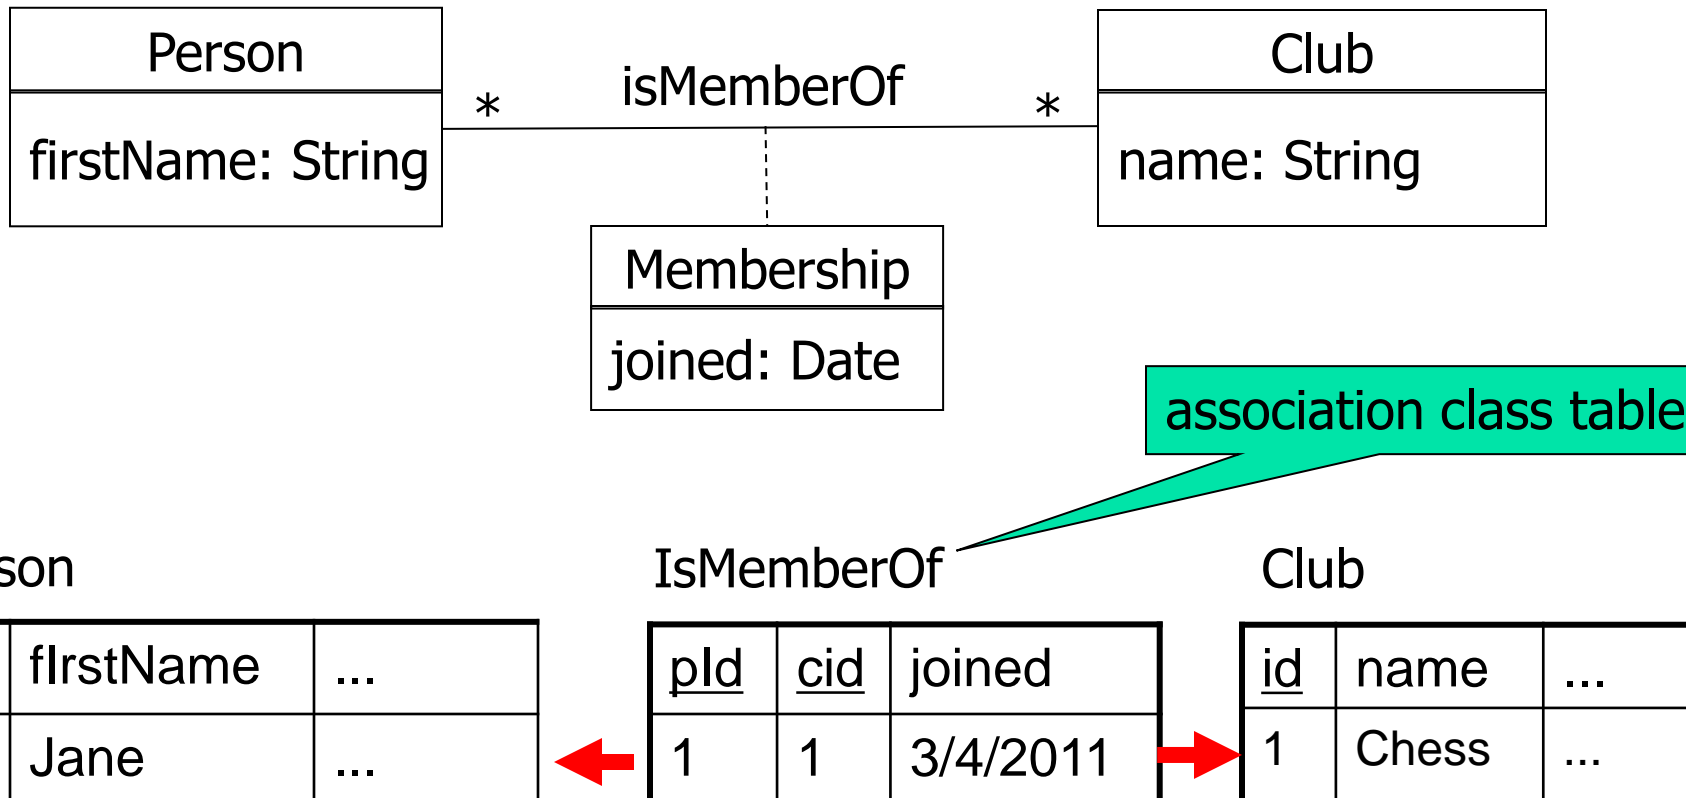 Person
firstName: String
* isMemberOf *
Club
name: String
Membership
joined: Date
association class table
son
IsMemberOf
Club
fIrstName ...
Jane ...
pId cid joined
1 1 3/4/2011
id name ...
1 Chess ...